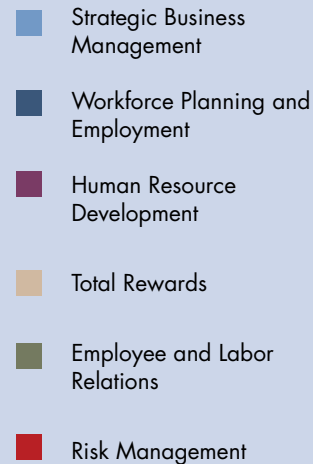 Strategic Business
Management
Workforce Planning and
Employment
Human Resource
Development
Total Rewards
Employee and Labor
Relations
Risk Management